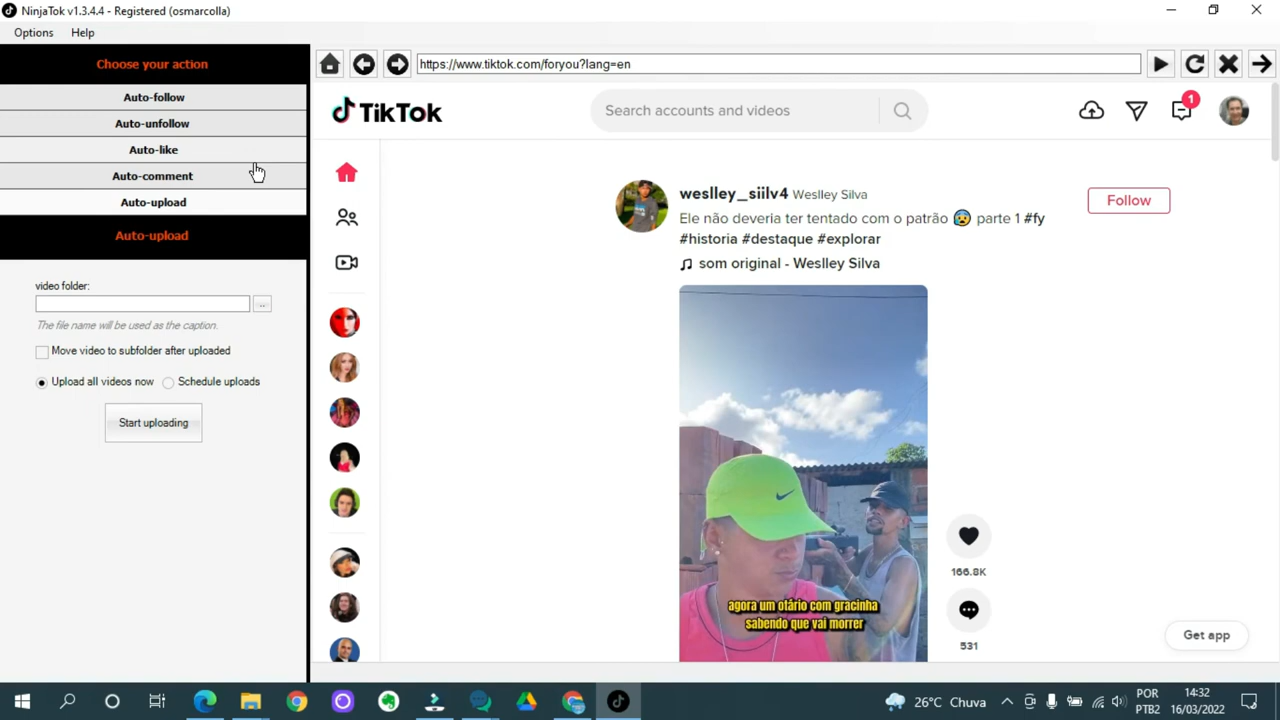 NinjaTok v1.3.4.4 - Registered (osmarcolla)
Options Help
Choose your action
Auto-follow
Auto-unfollow
Auto-like
Auto-comment
Auto-upload
Auto-upload
video folder:
..
The file name will be used as the caption.
Move video to subfolder after uploaded
Upload all videos now Schedule uploads
Start uploading
https://www.tiktok.com/foryou?lang=en
TikTok
Search accounts and videos
1
weslley_siilv4 Weslley Silva
Follow
Ele não deveria ter tentado com o patrão 😰 parte 1 #fy
#historia #destaque #explorar
som original - Weslley Silva
agora um otário com gracinha
sabendo que vai morrer
166.8K
531
Get app
26°C Chuva
POR
PTB2
14:32
16/03/2022